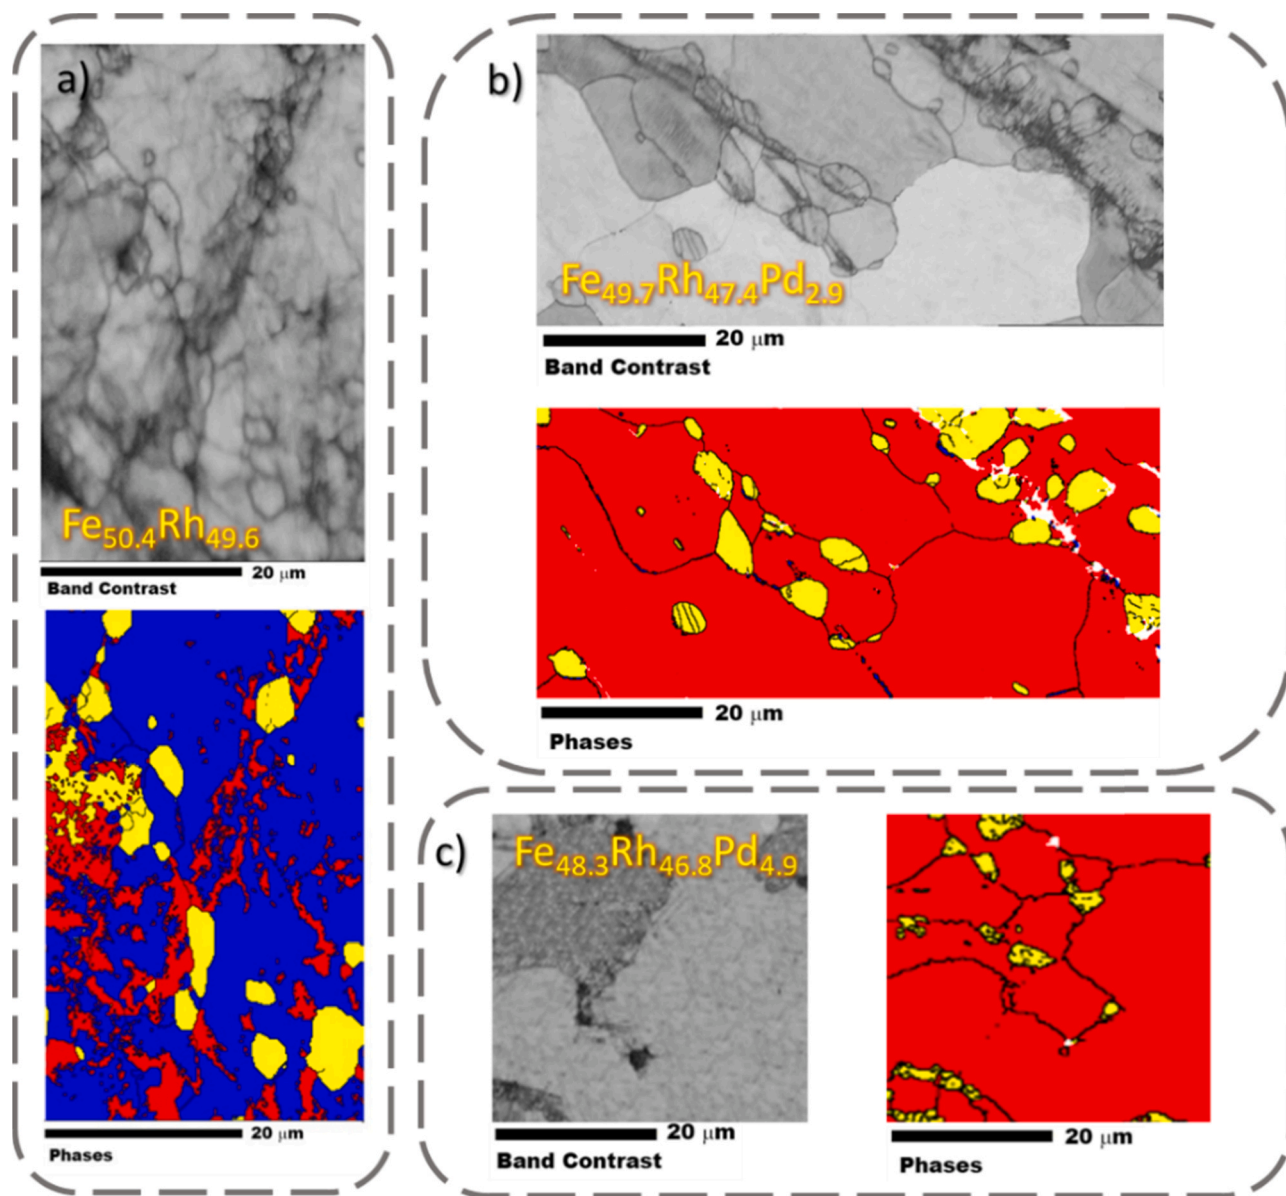 a)
Fe50.4Rh49.6
20 μm
Band Contrast
20 μm
Phases
b)
Fe49.7Rh47.4Pd2.9
20 μm
Band Contrast
20 μm
Phases
c)
Fe48.3Rh46.8Pd4.9
20 μm
Band Contrast
20 μm
Phases